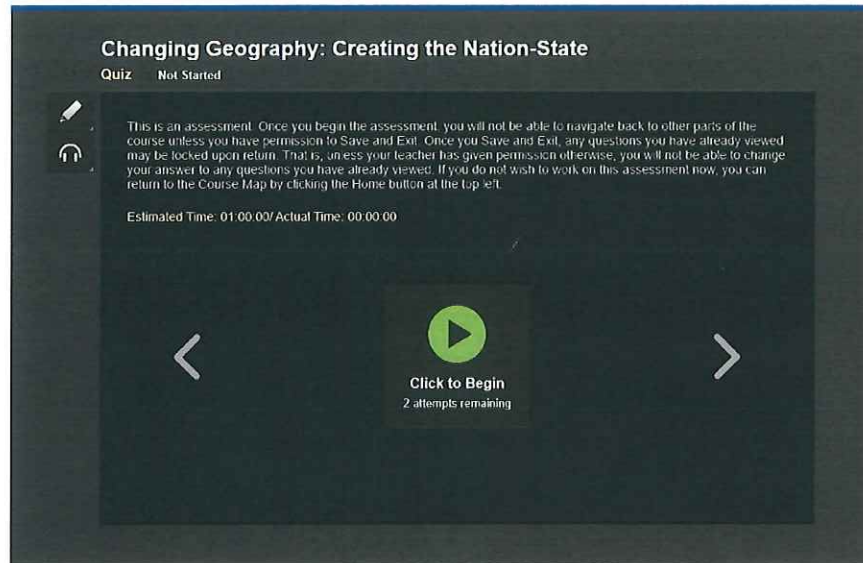 Changing Geography: Creating the Nation-State
Quiz Not Started
This is an assessment. Once you begin the assessment, you will not be able to navigate back to other parts of the
course unless you have permission to Save and Exit. Once you Save and Exit, any questions you have already viewed
may be locked upon return. That is, unless your teacher has given permission otherwise, you will not be able to change
your answer to any questions you have already viewed. If you do not wish to work on this assessment now, you can
return to the Course Map by clicking the Home button at the top left.
Estimated Time: 01:00:00/ Actual Time: 00:00:00
Click to Begin
2 attempts remaining